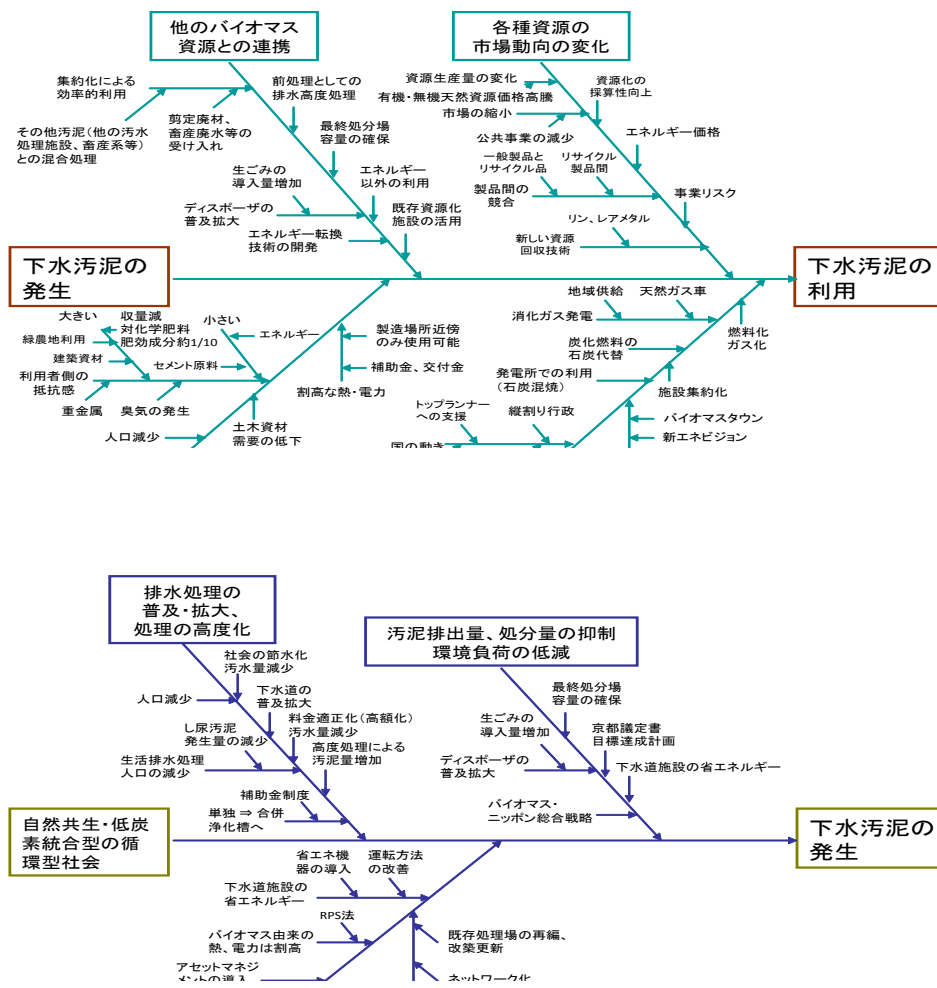 他のバイオマス
資源との連携
各種資源の
市場動向の変化
集約化による
効率的利用
前処理としての
排水高度処理
その他汚泥(他の汚水
処理施設、畜産系等)
との混合処理
剪定廃材、
畜産廃水等の
受け入れ
最終処分場
容量の確保
生ごみの
導入量増加
エネルギー
以外の利用
ディスポーザの
普及拡大
既存資源化
施設の活用
エネルギー転換
技術の開発
資源生産量の変化
有機・無機天然資源価格高騰
市場の縮小
資源化の
採算性向上
公共事業の減少
エネルギー価格
一般製品と
リサイクル品
リサイクル
製品間
製品間の
競合
事業リスク
リン、レアメタル
新しい資源
回収技術
下水汚泥の
発生
下水汚泥の
利用
大きい
収量減
対化学肥料
肥効成分約1/10
小さい
エネルギー
緑農地利用
建築資材
セメント原料
利用者側の
抵抗感
重金属
臭気の発生
人口減少
土木資材
需要の低下
製造場所近傍
のみ使用可能
補助金、交付金
割高な熱・電力
地域供給
天然ガス車
消化ガス発電
燃料化
ガス化
炭化燃料の
石炭代替
発電所での利用
(石炭混焼)
施設集約化
トップランナー
への支援
縦割り行政
バイオマスタウン
新エネビジョン
国の動き
排水処理の
普及・拡大、
処理の高度化
汚泥排出量、処分量の抑制
環境負荷の低減
社会の節水化
汚水量減少
人口減少
下水道の
普及拡大
料金適正化(高額化)
汚水量減少
し尿汚泥
発生量の減少
高度処理による
汚泥量増加
生活排水処理
人口の減少
補助金制度
単独 ⇒ 合併
浄化槽へ
最終処分場
容量の確保
生ごみの
導入量増加
京都議定書
目標達成計画
ディスポーザの
普及拡大
下水道施設の省エネルギー
バイオマス・
ニッポン総合戦略
自然共生・低炭
素統合型の循
環型社会
下水汚泥の
発生
省エネ機
器の導入
運転方法
の改善
下水道施設の
省エネルギー
RPS法
バイオマス由来の
熱、電力は割高
既存処理場の再編、
改築更新
アセットマネジ
メントの導入
ネットワーク化